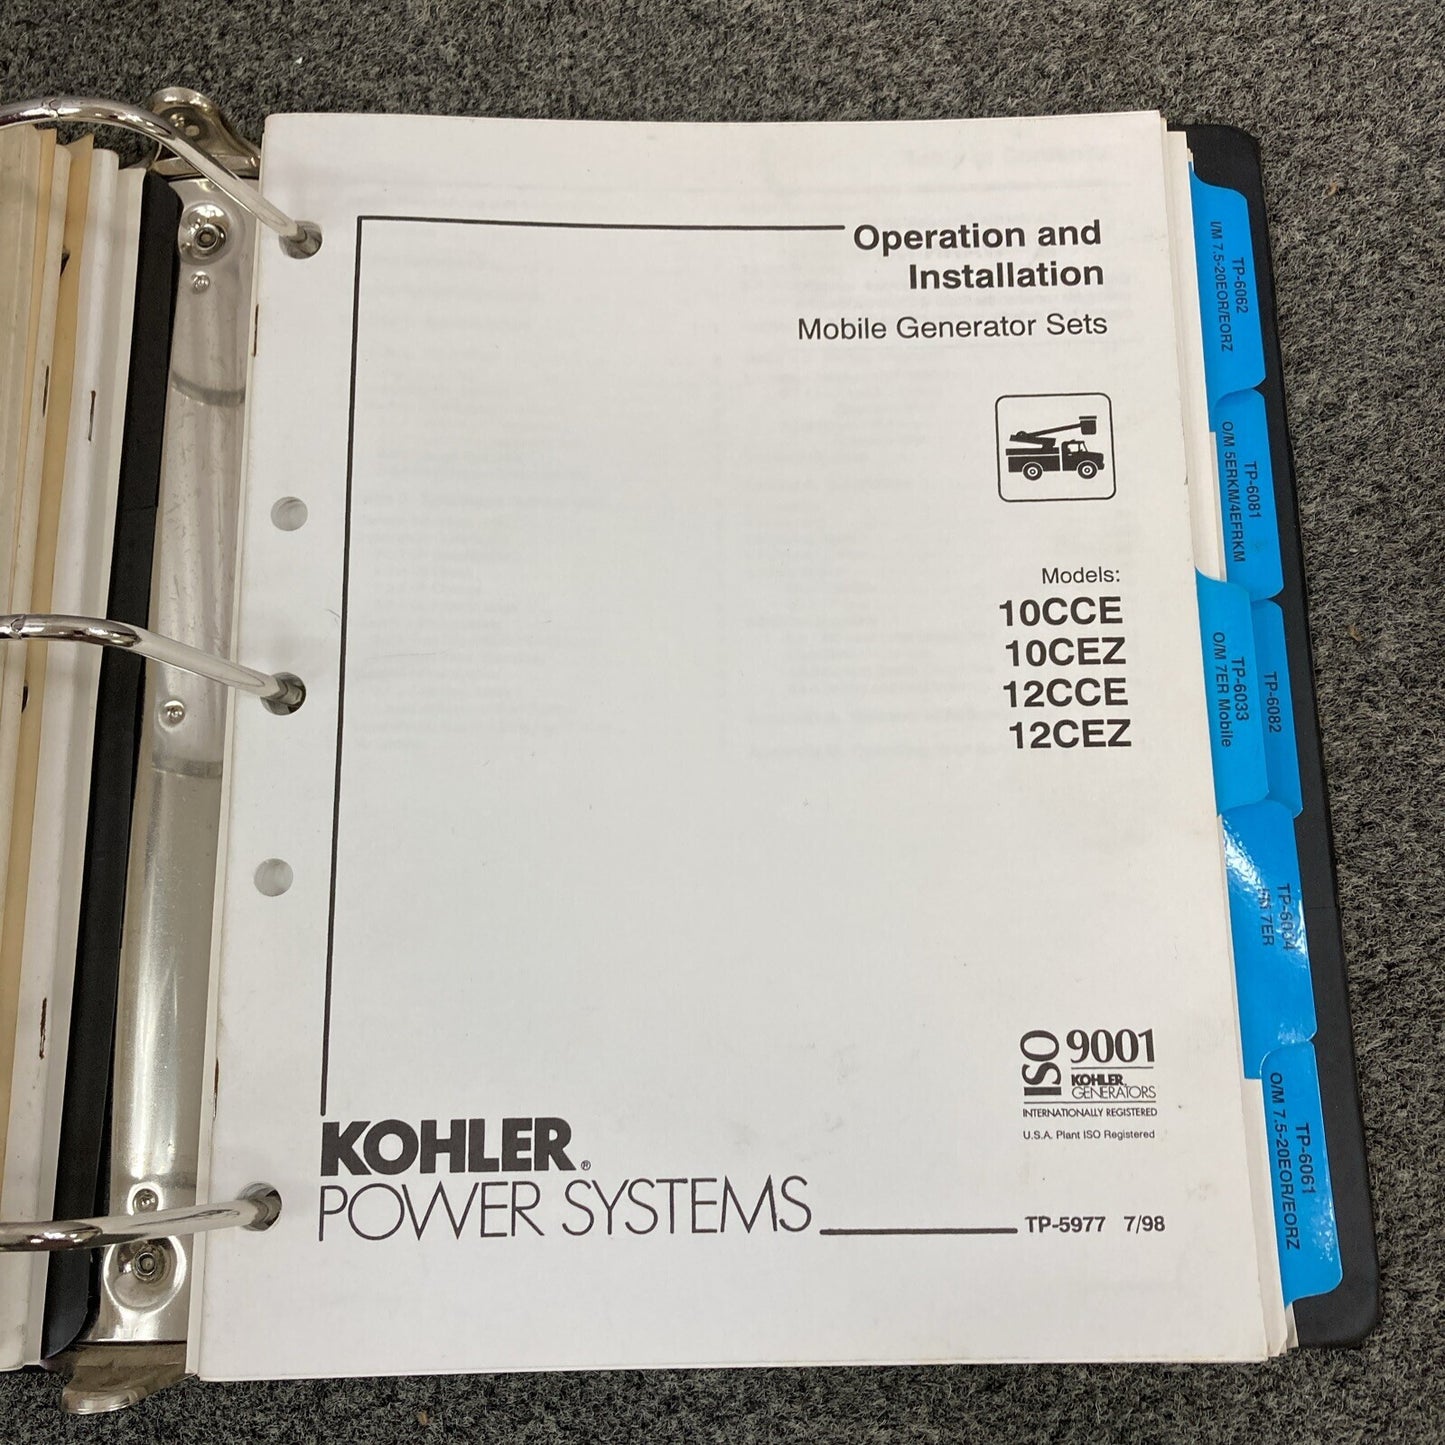 Operation and
Installation
Mobile Generator Sets
Models:
10CCE
10CEZ
12CCE
12CEZ
ISO 9001
KOHLER
GENERATORS
INTERNATIONALLY REGISTERED
U.S.A. Plant ISO Registered
KOHLER®
POWER SYSTEMS
TP-5977 7/98
TP-6062
I/M 7.5-20EOR/EORZ
TP-6081
O/M 5ERKM/4EFRKM
TP-6082
TP-6033
O/M 7ER Mobile
7ER
TP-6061
O/M 7.5-20EOR/EORZ